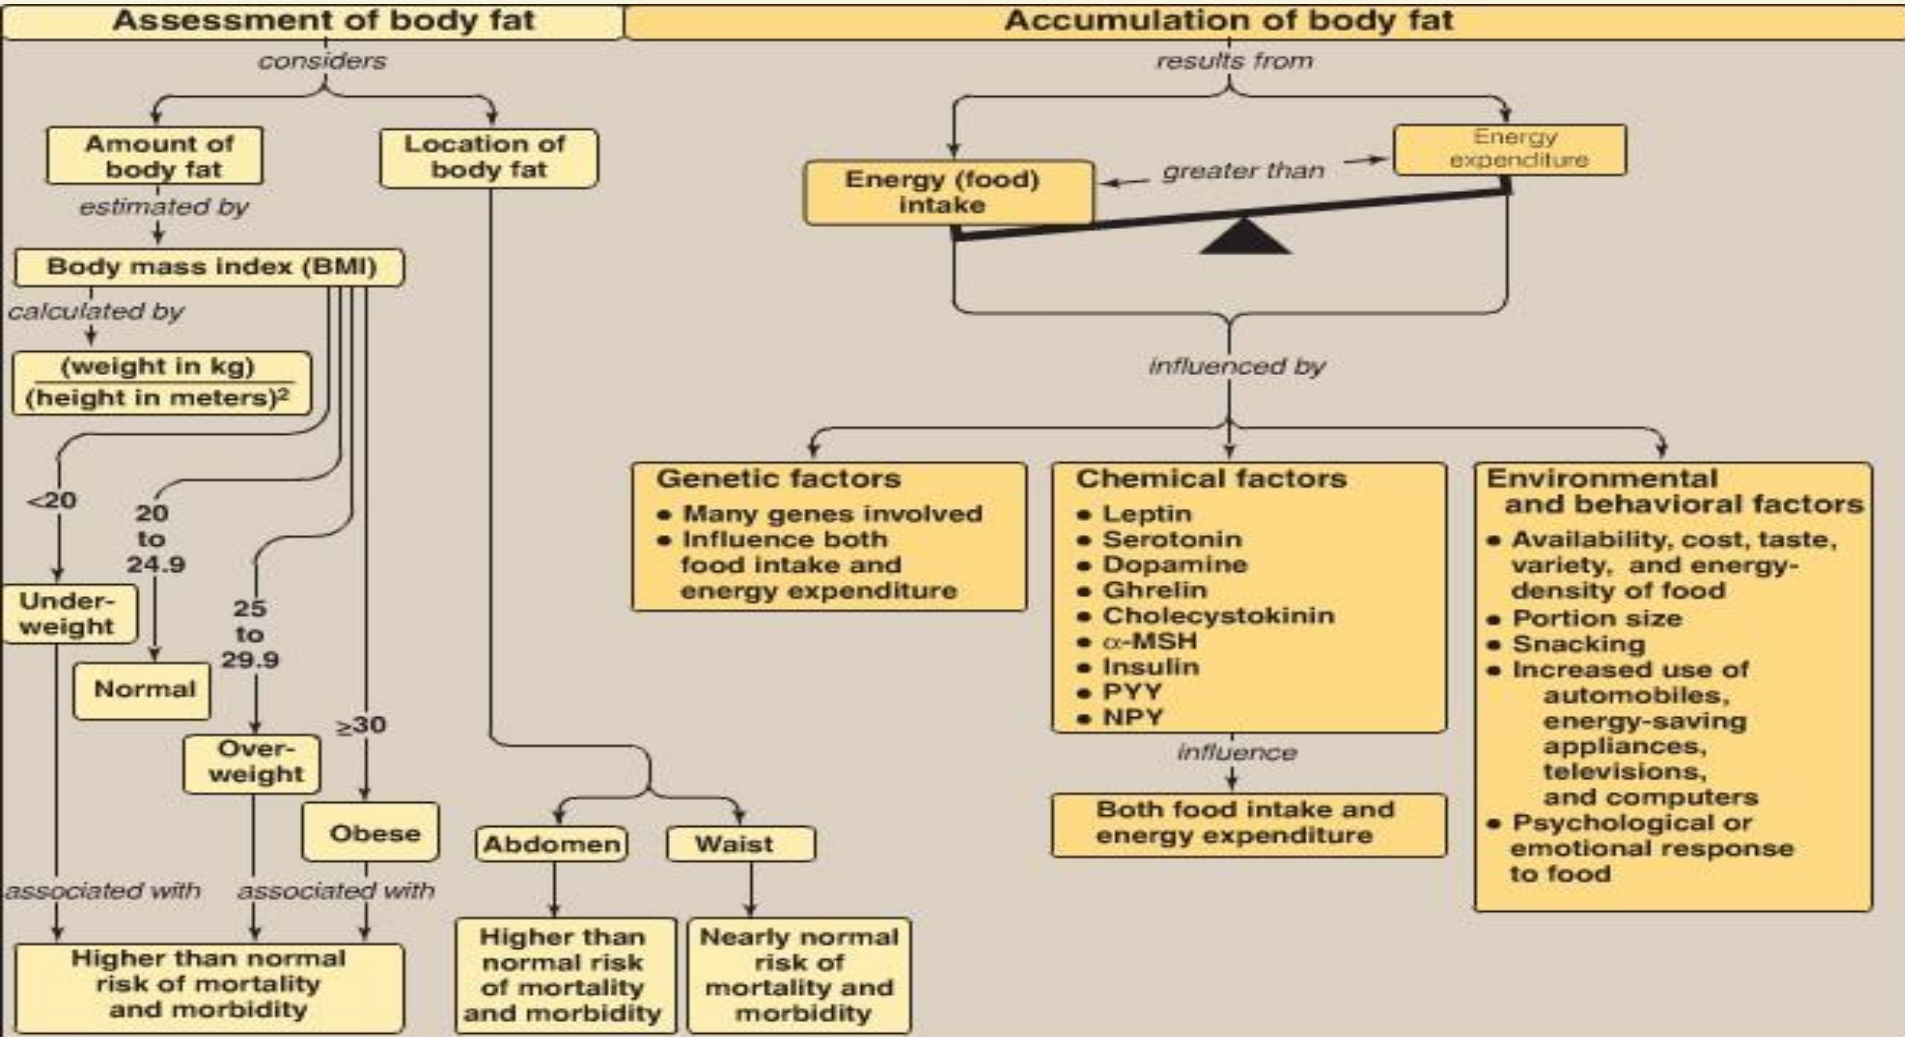 Assessment of body fat
considers
Amount of
body fat
Location of
body fat
estimated by
Body mass index (BMI)
calculated by
(weight in kg)
(height in meters)²
<20
20
to
24.9
25
to
29.9
≥30
Under-
weight
Normal
Over-
weight
Obese
associated with
associated with
Higher than normal
risk of mortality
and morbidity
Abdomen
Waist
Higher than
normal risk
of mortality
and morbidity
Nearly normal
risk of
mortality and
morbidity
Accumulation of body fat
results from
Energy (food)
intake
greater than
Energy
expenditure
influenced by
Genetic factors
• Many genes involved
• Influence both
food intake and
energy expenditure
Chemical factors
• Leptin
• Serotonin
• Dopamine
• Ghrelin
• Cholecystokinin
• α-MSH
• Insulin
• PYY
• NPY
influence
Both food intake and
energy expenditure
Environmental
and behavioral factors
• Availability, cost, taste,
variety, and energy-
density of food
• Portion size
• Snacking
• Increased use of
automobiles,
energy-saving
appliances,
televisions,
and computers
• Psychological or
emotional response
to food